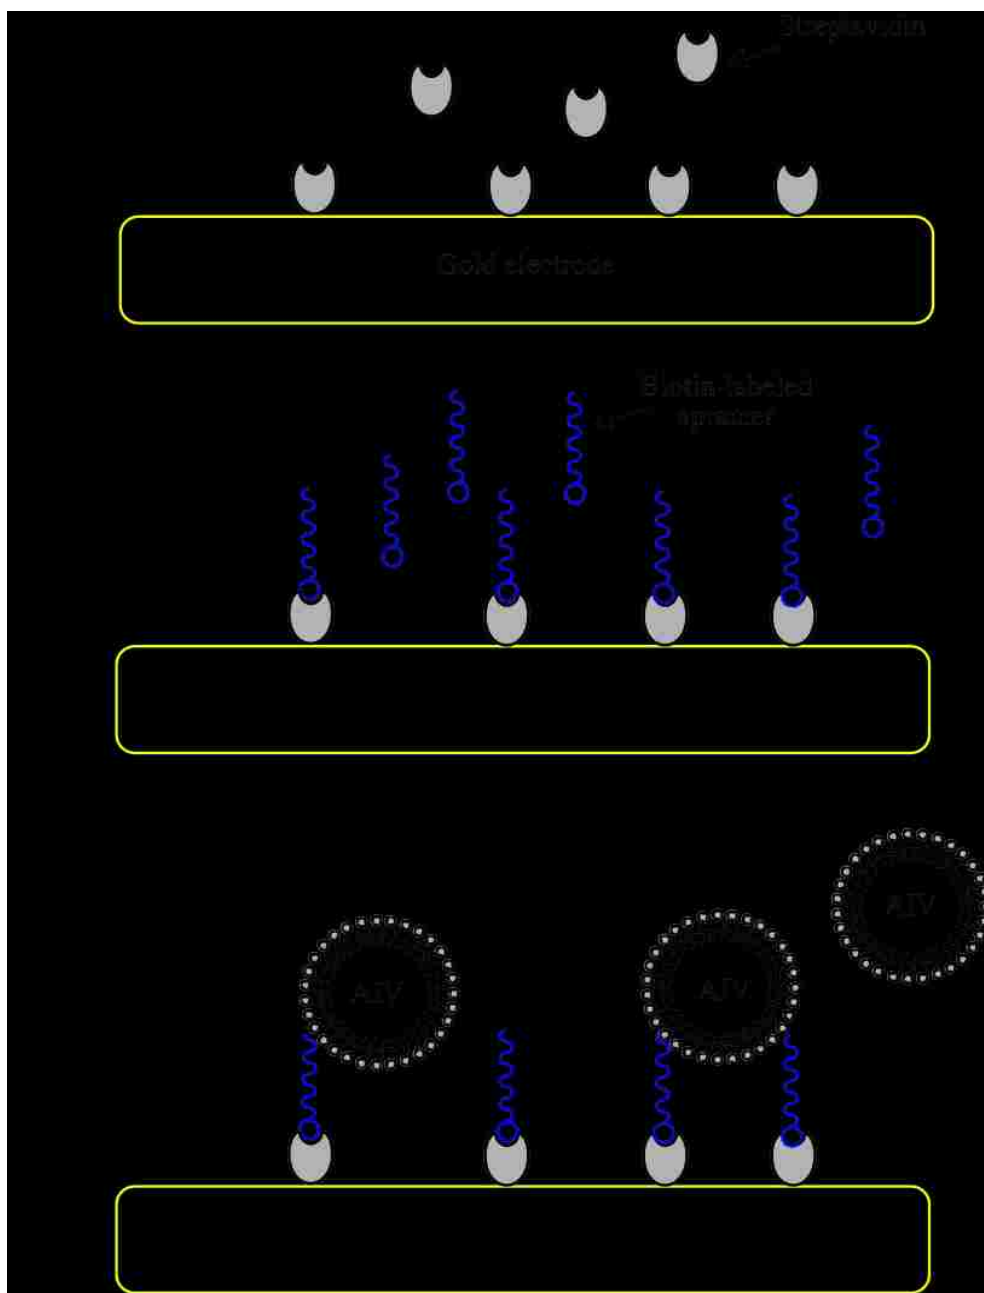 Streptavidin
Gold electrode
Biotin-labeled
aptamer
AIV
AIV
AIV